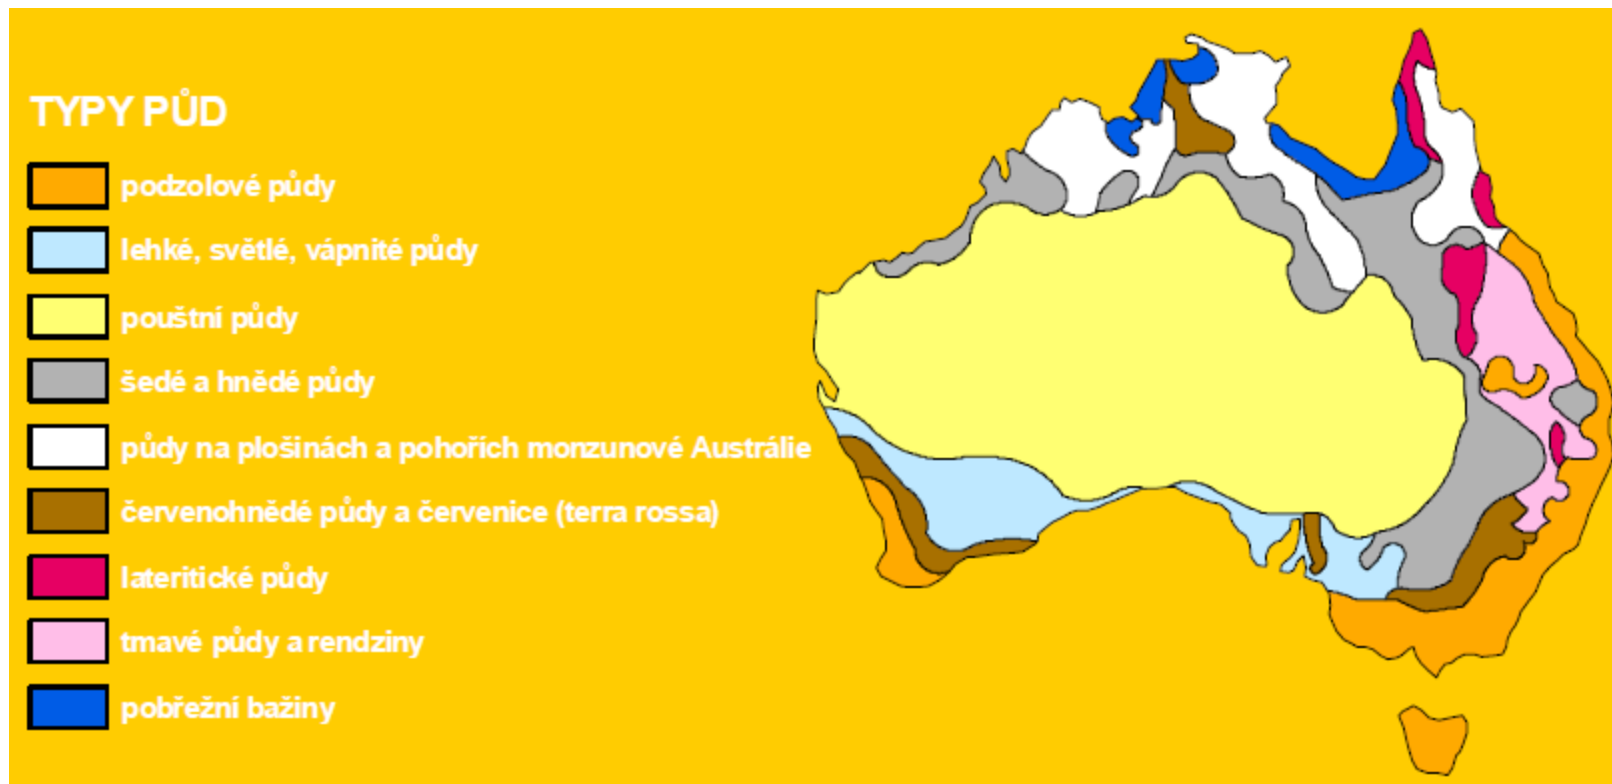 TYPY PŮD
podzolové půdy
lehké, světlé, vápnité půdy
pouštní půdy
šedé a hnědé půdy
půdy na plošinách a pohořích monzunové Austrálie
červenohnědé půdy a červenice (terra rossa)
lateritické půdy
tmavé půdy a rendziny
pobřežní bažiny